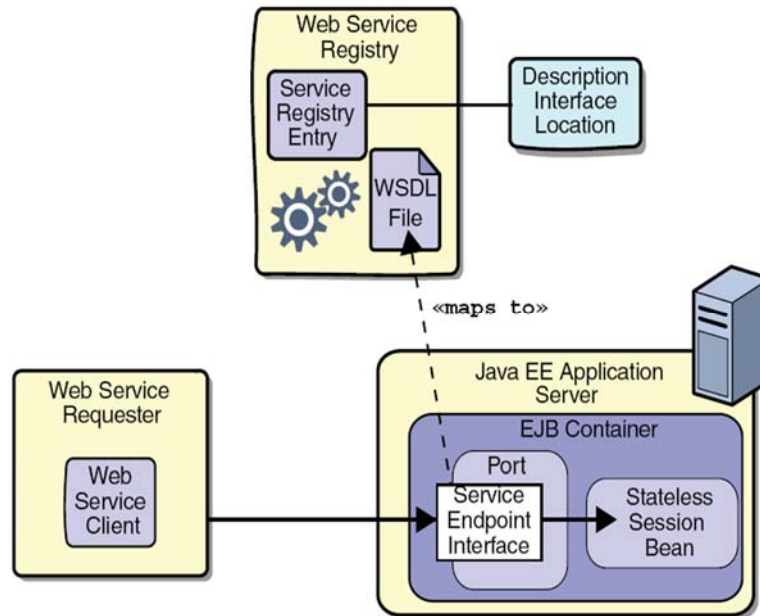 Web Service
Registry
Service
Registry
Entry
Description
Interface
Location
WSDL
File
«maps to»
Web Service
Requester
Web
Service
Client
Java EE Application
Server
EJB Container
Port
Service
Endpoint
Interface
Stateless
Session
Bean